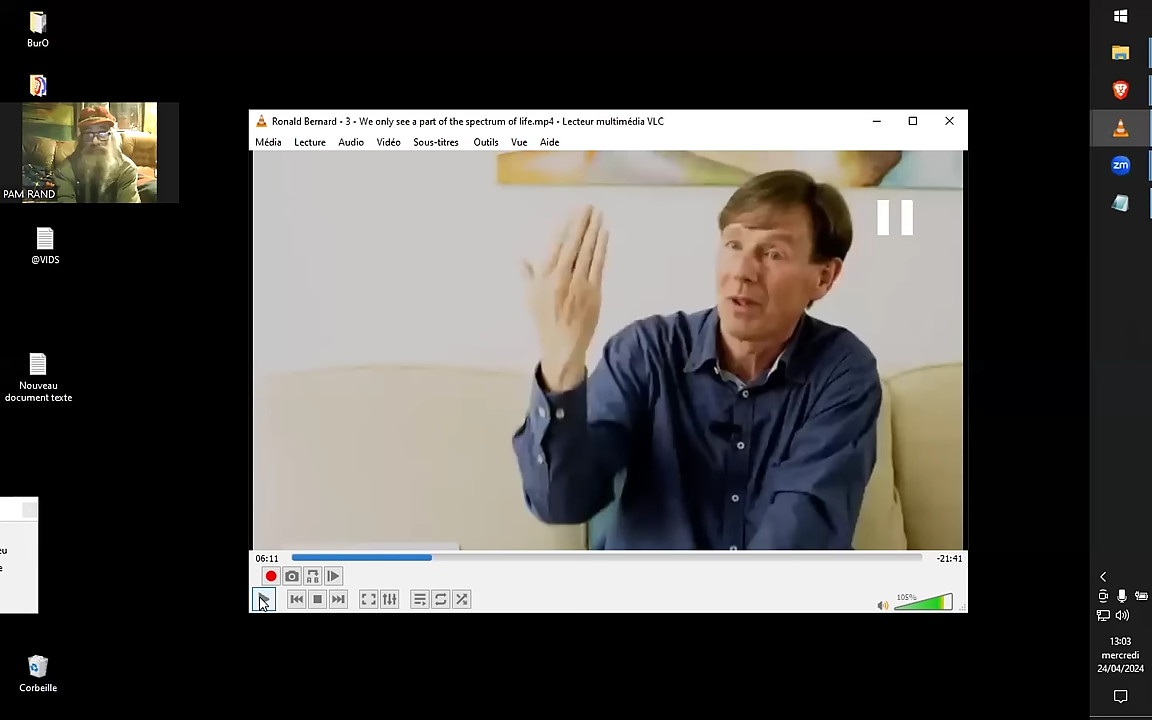 BurO
PAM RAND
@VIDS
Nouveau
document texte
Corbeille
Ronald Bernard - 3 - We only see a part of the spectrum of life.mp4 - Lecteur multimédia VLC
Média Lecture Audio Vidéo Sous-titres Outils Vue Aide
06:11
-21:41
105%
zm
13:03
mercredi
24/04/2024